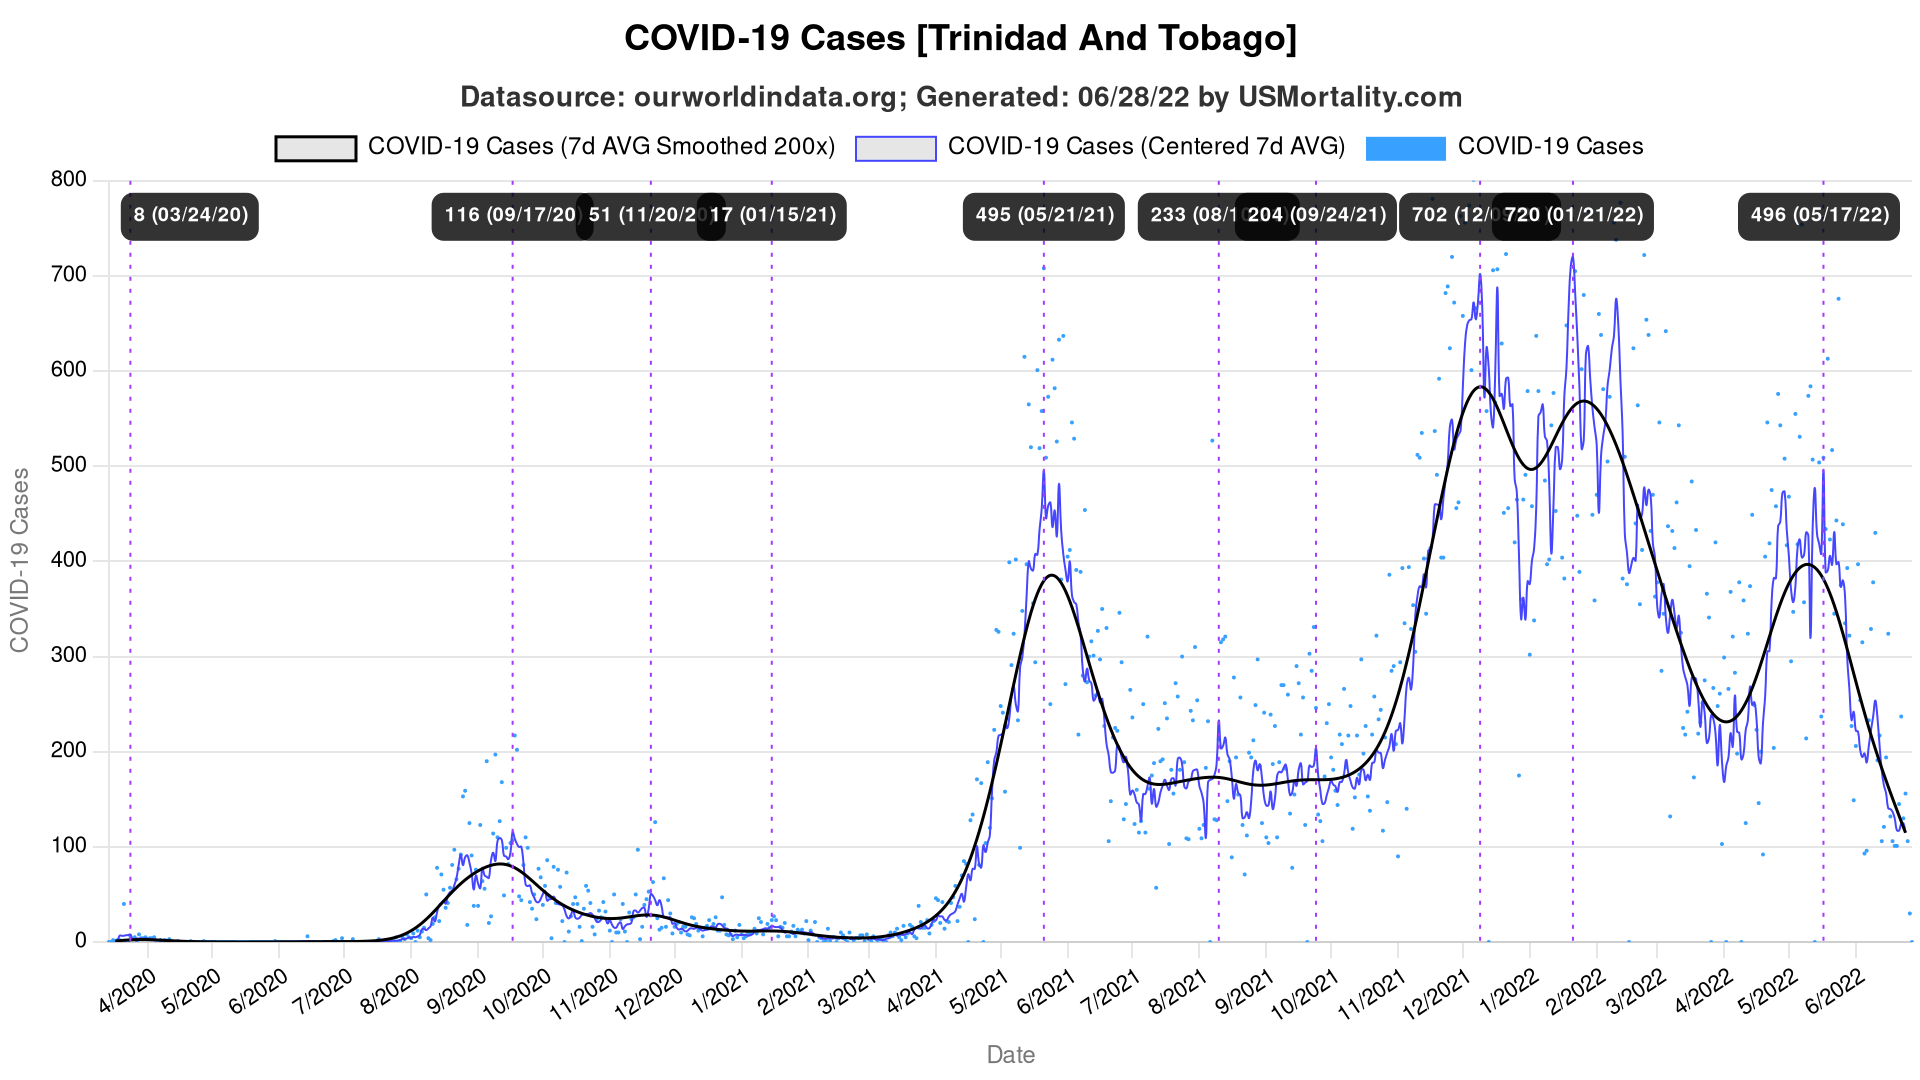 COVID-19 Cases [Trinidad And Tobago]
Datasource: ourworldindata.org; Generated: 06/28/22 by USMortality.com
COVID-19 Cases (7d AVG Smoothed 200x) COVID-19 Cases (Centered 7d AVG) COVID-19 Cases
8 (03/24/20) 116 (09/17/20) 51 (11/20/20) 17 (01/15/21) 495 (05/21/21) 233 (08/1 204 (09/24/21) 702 (12/0 720 (01/21/22) 496 (05/17/22)
800
700
600
500
400
300
200
100
0
COVID-19 Cases
4/2020 5/2020 6/2020 7/2020 8/2020 9/2020 10/2020 11/2020 12/2020 1/2021 2/2021 3/2021 4/2021 5/2021 6/2021 7/2021 8/2021 9/2021 10/2021 11/2021 12/2021 1/2022 2/2022 3/2022 4/2022 5/2022 6/2022
Date